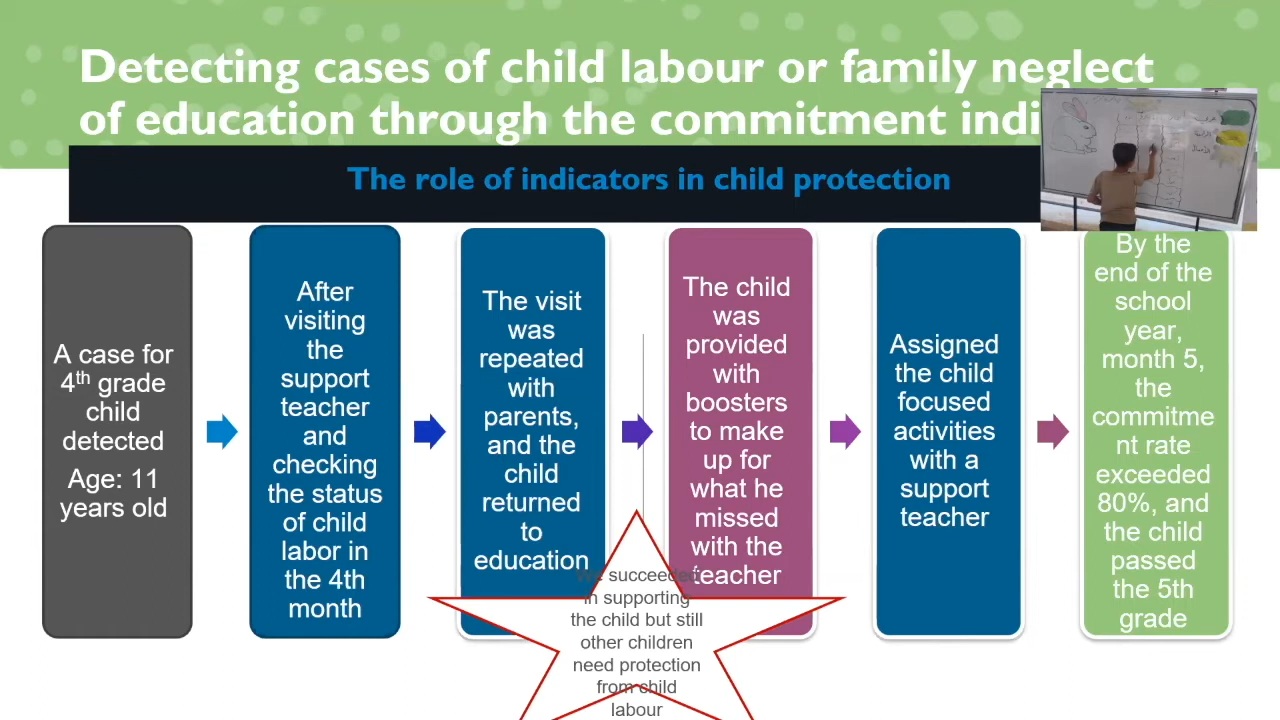 Detecting cases of child labour or family neglect
of education through the commitment indi
The role of indicators in child protection
A case for
4th grade
child
detected
Age: 11
years old
After
visiting
the
support
teacher
and
checking
the status
of child
labor in
the 4th
month
The visit
was
repeated
with
parents,
and the
child
returned
to
education
The child
was
provided
with
boosters
to make
up for
what he
missed
with the
teacher
Assigned
the child
focused
activities
with a
support
teacher
By the
end of the
school
year,
month 5,
the
commitme
nt rate
exceeded
80%, and
the child
passed
the 5th
grade
We succeeded
in supporting
the child but still
other children
need protection
from child
labour